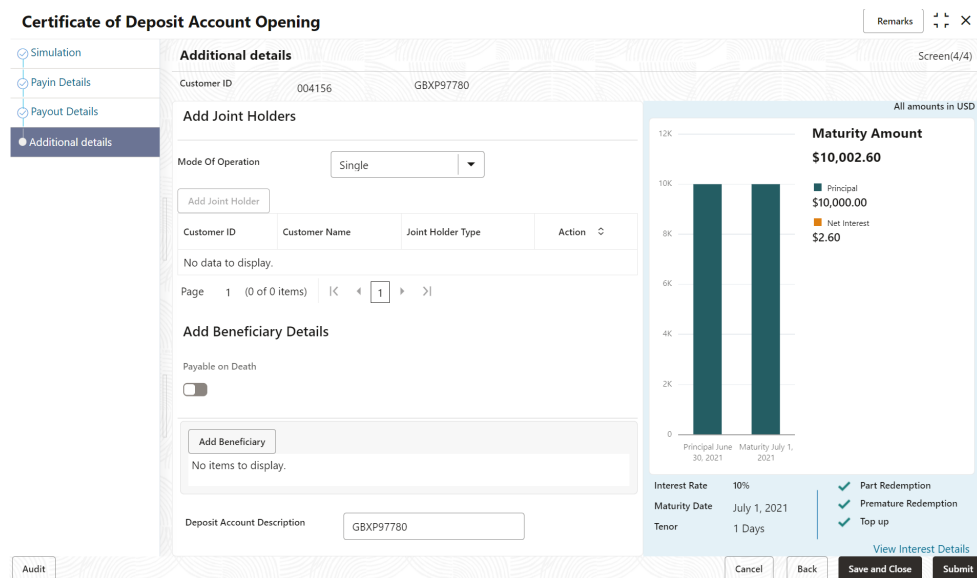 Certificate of Deposit Account Opening
Remarks
Simulation
Payin Details
Payout Details
Additional details
Additional details
Screen(4/4)
Customer ID 004156 GBXP97780
Add Joint Holders
Mode Of Operation Single
Add Joint Holder
Customer ID Customer Name Joint Holder Type Action
No data to display.
Page 1 (0 of 0 items) 1
Add Beneficiary Details
Payable on Death
Add Beneficiary
No items to display.
Deposit Account Description GBXP97780
All amounts in USD
12K
10K
8K
6K
4K
2K
0
Principal June 30, 2021
Maturity July 1, 2021
Maturity Amount
$10,002.60
Principal
$10,000.00
Net Interest
$2.60
Interest Rate 10%
Maturity Date July 1, 2021
Tenor 1 Days
Part Redemption
Premature Redemption
Top up
View Interest Details
Audit
Cancel
Back
Save and Close
Submit